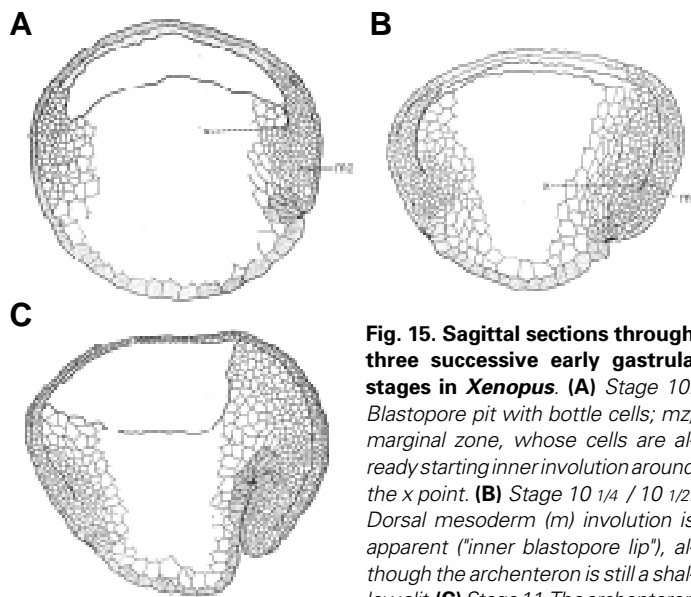 A
B
x
mz
x
m
C
Fig. 15. Sagittal sections through
three successive early gastrula
stages in Xenopus. (A) Stage 10.
Blastopore pit with bottle cells; mz,
marginal zone, whose cells are al-
ready starting inner involution around
the x point. (B) Stage 10 1/4 / 10 1/2.
Dorsal mesoderm (m) involution is
apparent ("inner blastopore lip"), al-
though the archenteron is still a shal-
low slit. (C) Stage 11. The archenteron